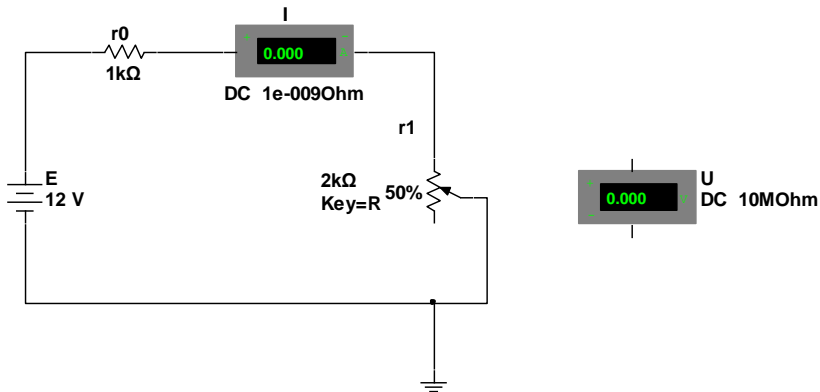 I
r0
+ 0.000 − A
1kΩ
DC 1e-009Ohm
r1
E
12 V
2kΩ
Key=R
50%
U
+ 0.000 − V
DC 10MOhm